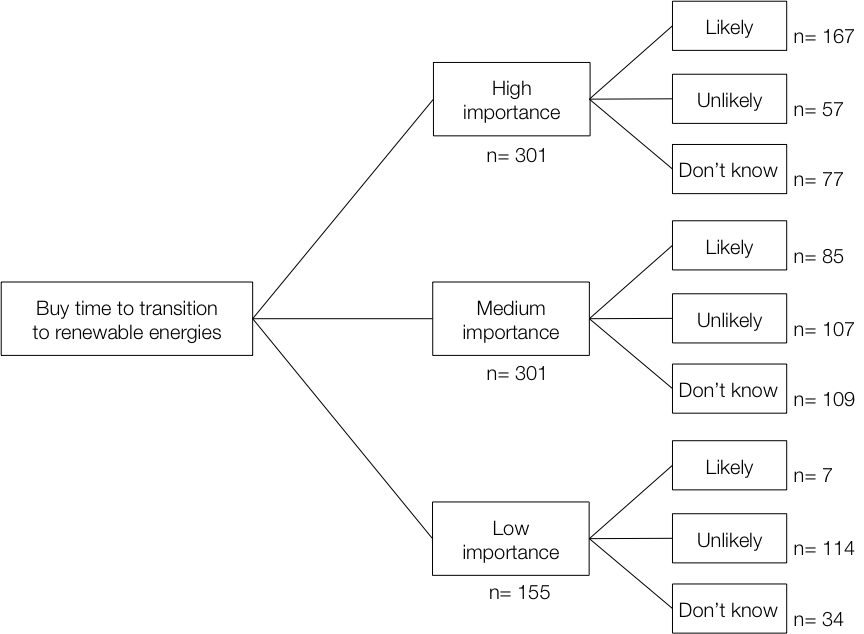 Buy time to transition
to renewable energies
High
importance
n= 301
Likely
n= 167
Unlikely
n= 57
Don’t know
n= 77
Medium
importance
n= 301
Likely
n= 85
Unlikely
n= 107
Don’t know
n= 109
Low
importance
n= 155
Likely
n= 7
Unlikely
n= 114
Don’t know
n= 34